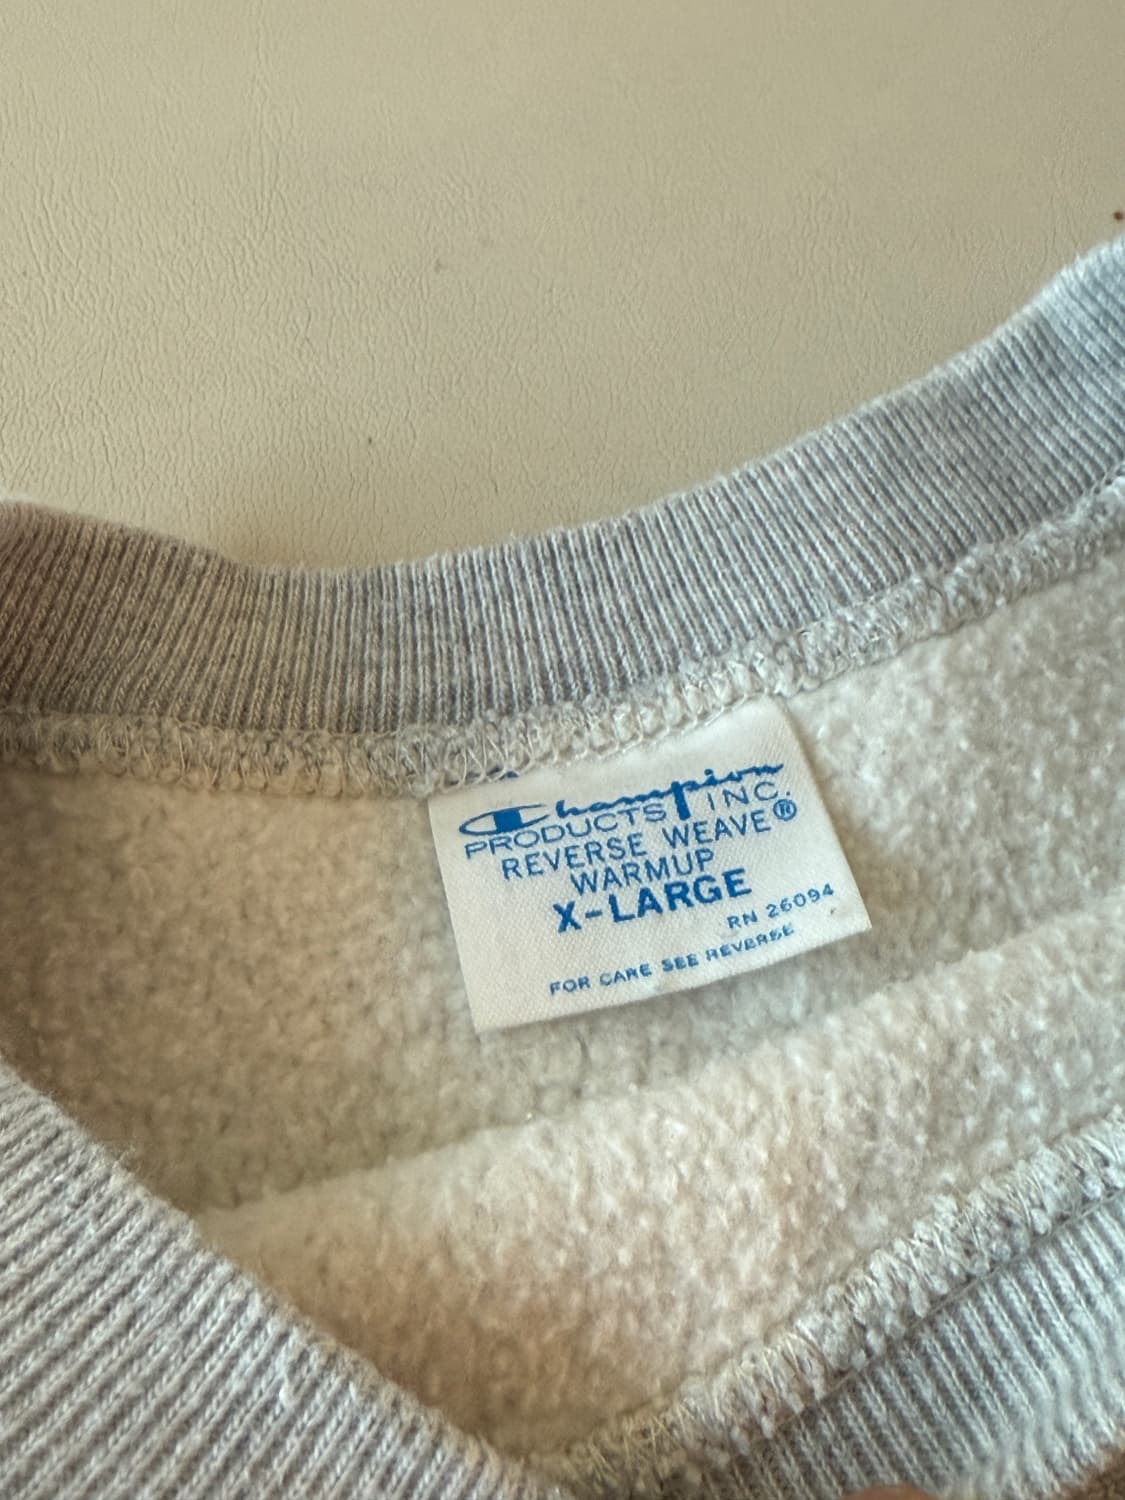 Champion
PRODUCTS INC.
REVERSE WEAVE®
WARMUP
X-LARGE
RN 26094
FOR CARE SEE REVERSE